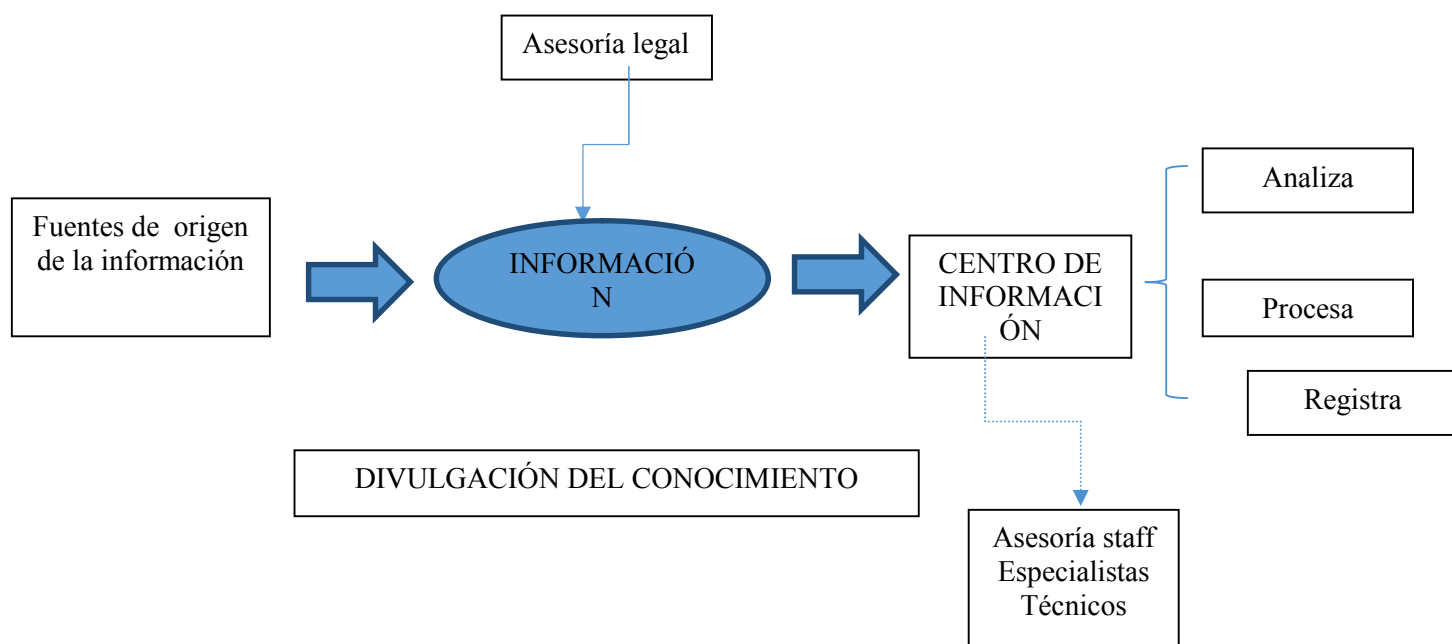 Asesoría legal
Fuentes de origen
de la información
INFORMACIÓ
N
CENTRO DE
INFORMACI
ÓN
Analiza
Procesa
Registra
DIVULGACIÓN DEL CONOCIMIENTO
Asesoría staff
Especialistas
Técnicos